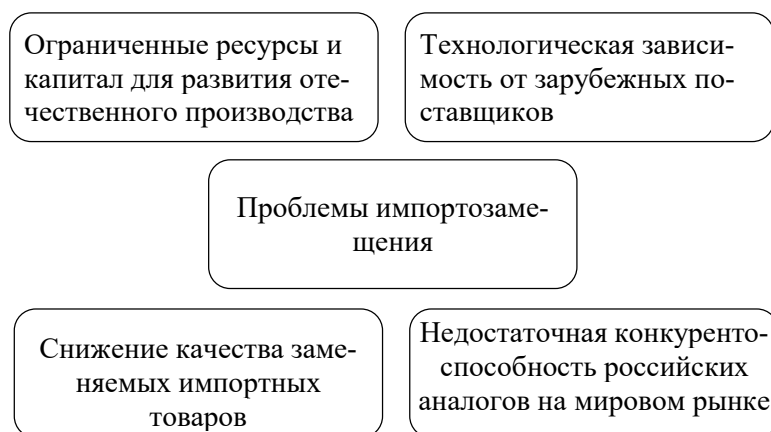 Ограниченные ресурсы и
капитал для развития оте-
чественного производства
Технологическая зависи-
мость от зарубежных по-
ставщиков
Проблемы импортозаме-
щения
Снижение качества заме-
няемых импортных
товаров
Недостаточная конкуренто-
способность российских
аналогов на мировом рынке